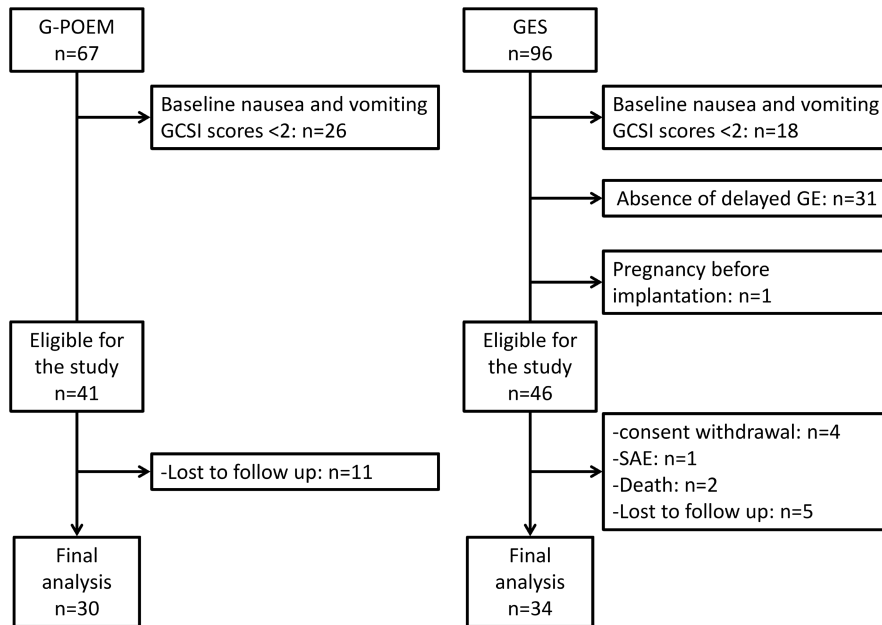 G-POEM
n=67
Baseline nausea and vomiting
GCSI scores <2: n=26
Eligible for
the study
n=41
-Lost to follow up: n=11
Final
analysis
n=30
GES
n=96
Baseline nausea and vomiting
GCSI scores <2: n=18
Absence of delayed GE: n=31
Pregnancy before
implantation: n=1
Eligible for
the study
n=46
-consent withdrawal: n=4
-SAE: n=1
-Death: n=2
-Lost to follow up: n=5
Final
analysis
n=34